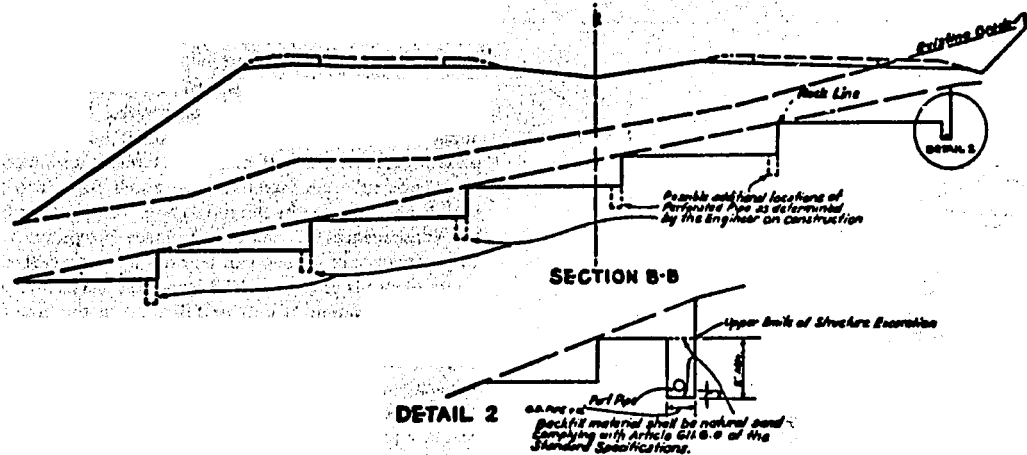 Existing Grade
Rock Line
DETAIL 2
Possible additional locations of
Perforated Pipe as determined
by the Engineer on construction
SECTION B-B
Upper limits of Structure Excavation
Perf Pipe
DETAIL 2
Backfill material shall be natural sand
Complying with Article of the
Standard Specifications.